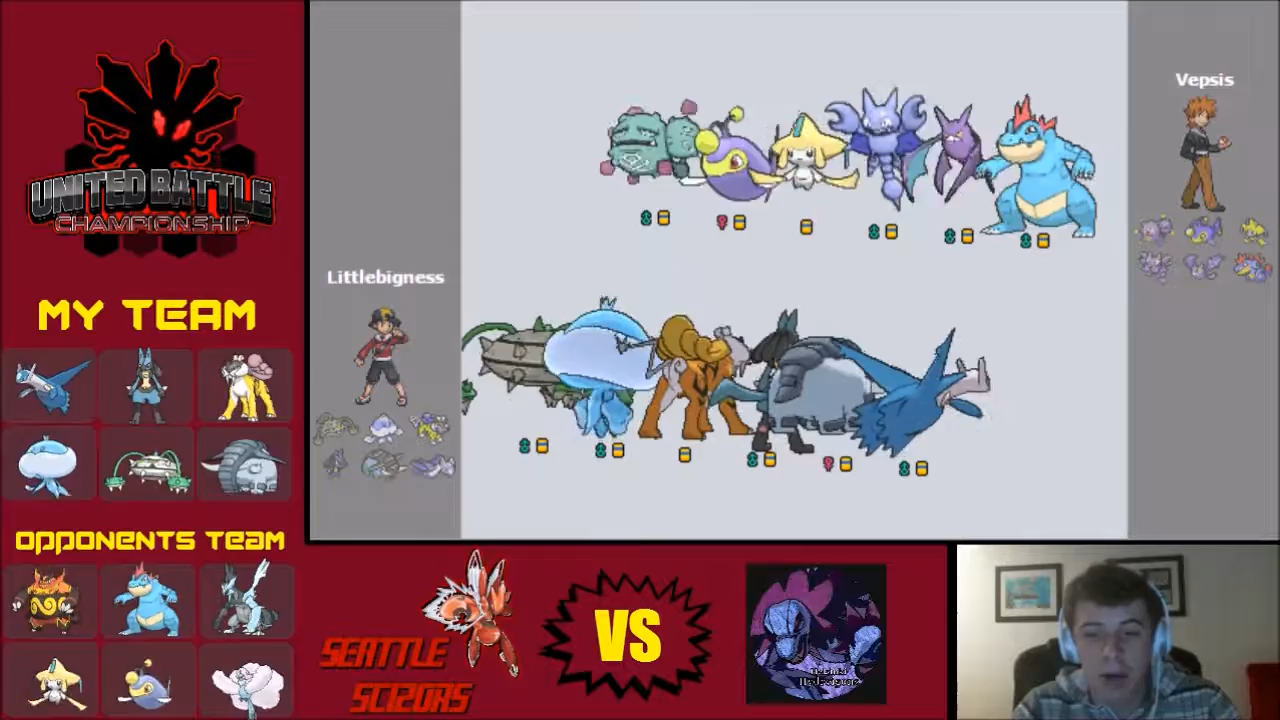 UNITED BATTLE
CHAMPIONSHIP
MY TEAM
OPPONENTS TEAM
Littlebigness
Vepsis
SEATTLE
SCIZORS
VS